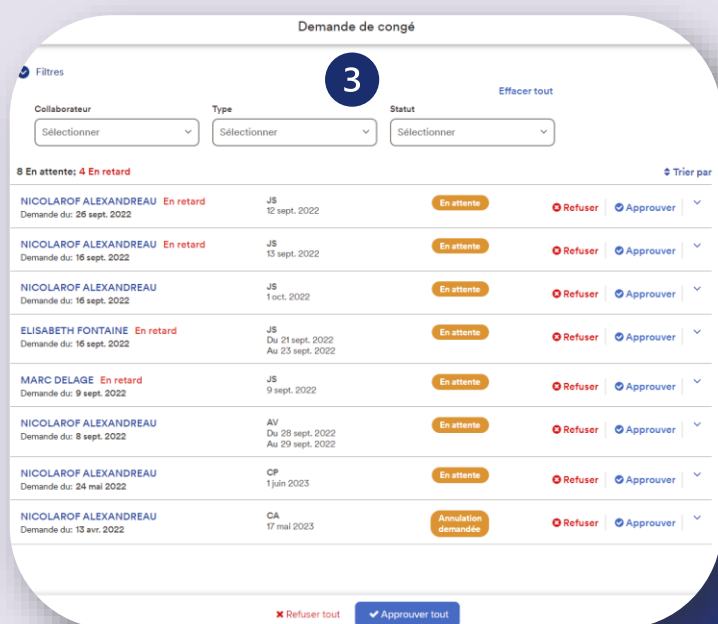 Demande de congé
Filtres
3
Effacer tout
Collaborateur Type Statut
Sélectionner Sélectionner Sélectionner
8 En attente; 4 En retard Trier par
NICOLAROF ALEXANDREAU En retard JS En attente
Demande du: 26 sept. 2022 12 sept. 2022 Refuser Approuver
NICOLAROF ALEXANDREAU En retard JS En attente
Demande du: 16 sept. 2022 13 sept. 2022 Refuser Approuver
NICOLAROF ALEXANDREAU JS En attente
Demande du: 16 sept. 2022 1 oct. 2022 Refuser Approuver
ELISABETH FONTAINE En retard JS En attente
Demande du: 16 sept. 2022 Du 21 sept. 2022 Refuser Approuver
Au 23 sept. 2022
MARC DELAGE En retard JS En attente
Demande du: 9 sept. 2022 9 sept. 2022 Refuser Approuver
NICOLAROF ALEXANDREAU AV En attente
Demande du: 8 sept. 2022 Du 28 sept. 2022 Refuser Approuver
Au 29 sept. 2022
NICOLAROF ALEXANDREAU CP En attente
Demande du: 24 mai 2022 1 juin 2023 Refuser Approuver
NICOLAROF ALEXANDREAU CA Annulation
Demande du: 13 avr. 2022 17 mai 2023 demandée Refuser Approuver
Refuser tout Approuver tout